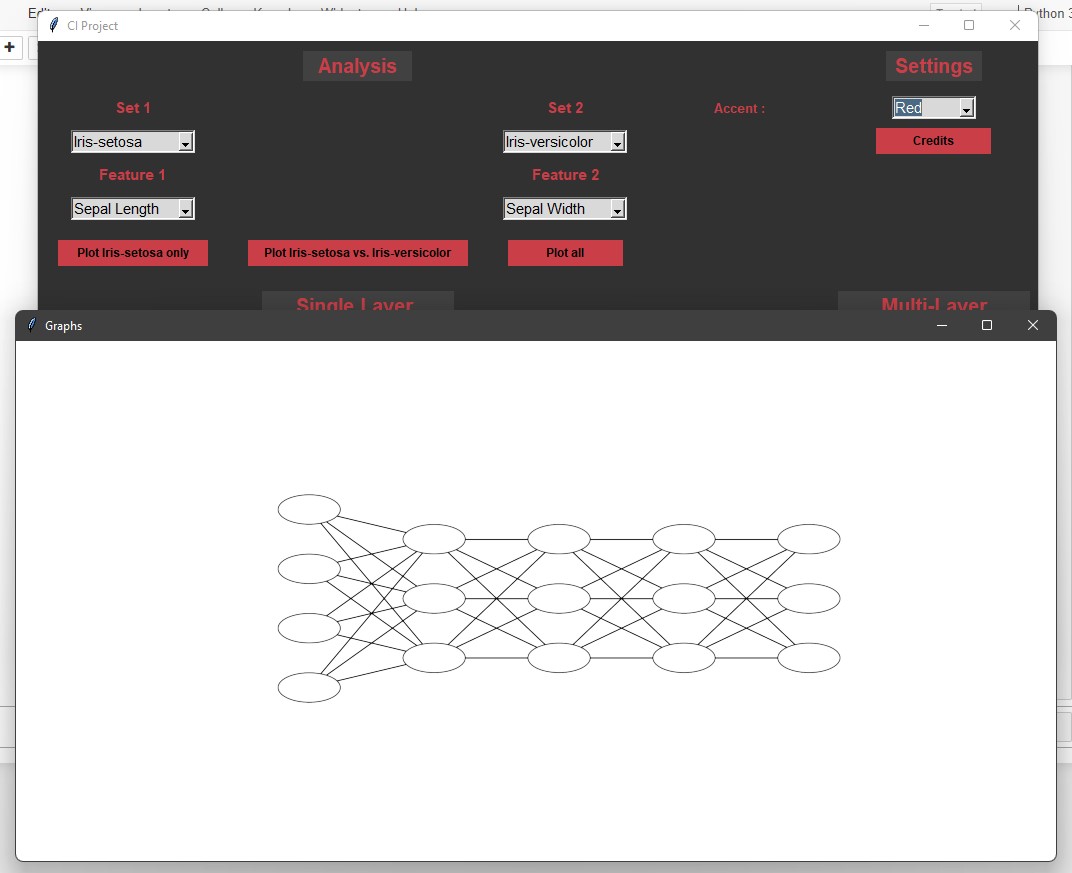 CI Project
Analysis
Settings
Set 1
Set 2
Accent :
Red
Iris-setosa
Iris-versicolor
Credits
Feature 1
Feature 2
Sepal Length
Sepal Width
Plot Iris-setosa only
Plot Iris-setosa vs. Iris-versicolor
Plot all
Single Layer
Multi-Layer
Graphs